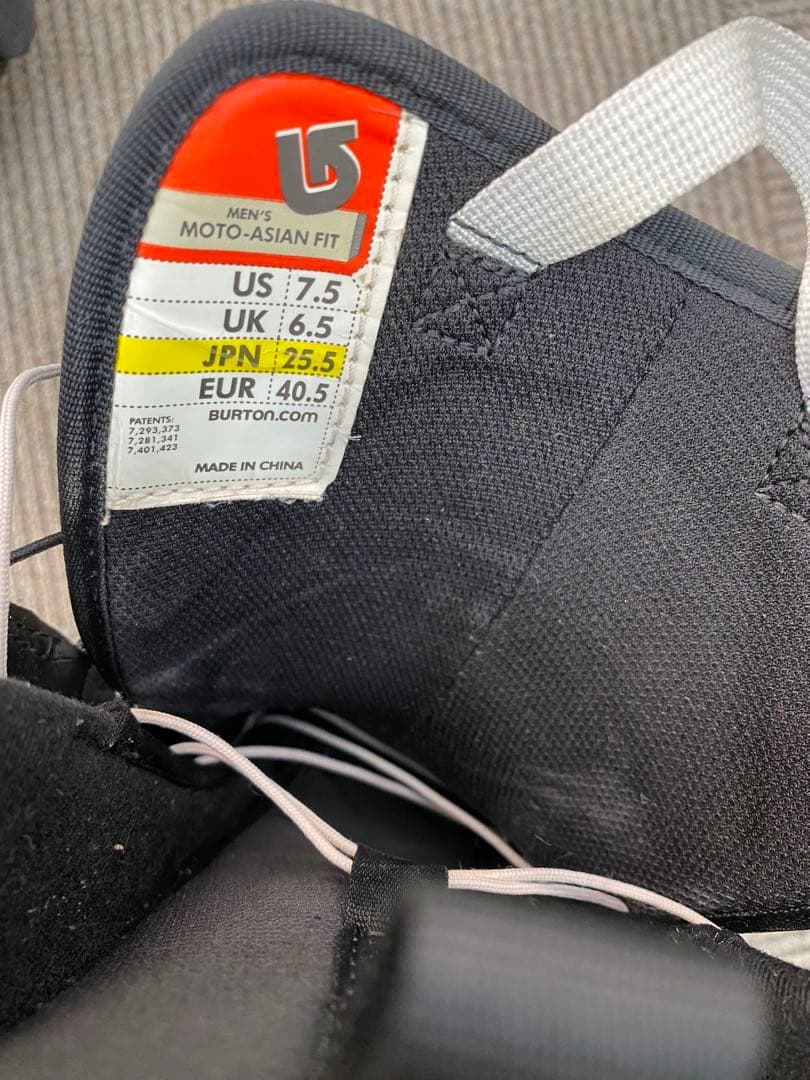 MEN'S
MOTO-ASIAN FIT
US 7.5
UK 6.5
JPN 25.5
EUR 40.5
BURTON.COM
PATENTS:
7,293,373
7,281,341
7,401,423
MADE IN CHINA